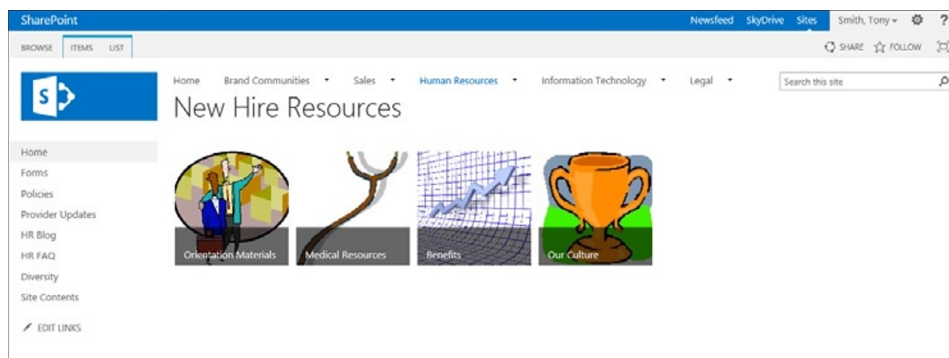 SharePoint
Newsfeed SkyDrive Sites Smith, Tony ?
BROWSE ITEMS LIST
SHARE FOLLOW
S
Home Brand Communities Sales Human Resources Information Technology Legal
Search this site
New Hire Resources
Home
Forms
Policies
Provider Updates
HR Blog
HR FAQ
Diversity
Site Contents
EDIT LINKS
Orientation Materials Medical Resources Benefits Our Culture